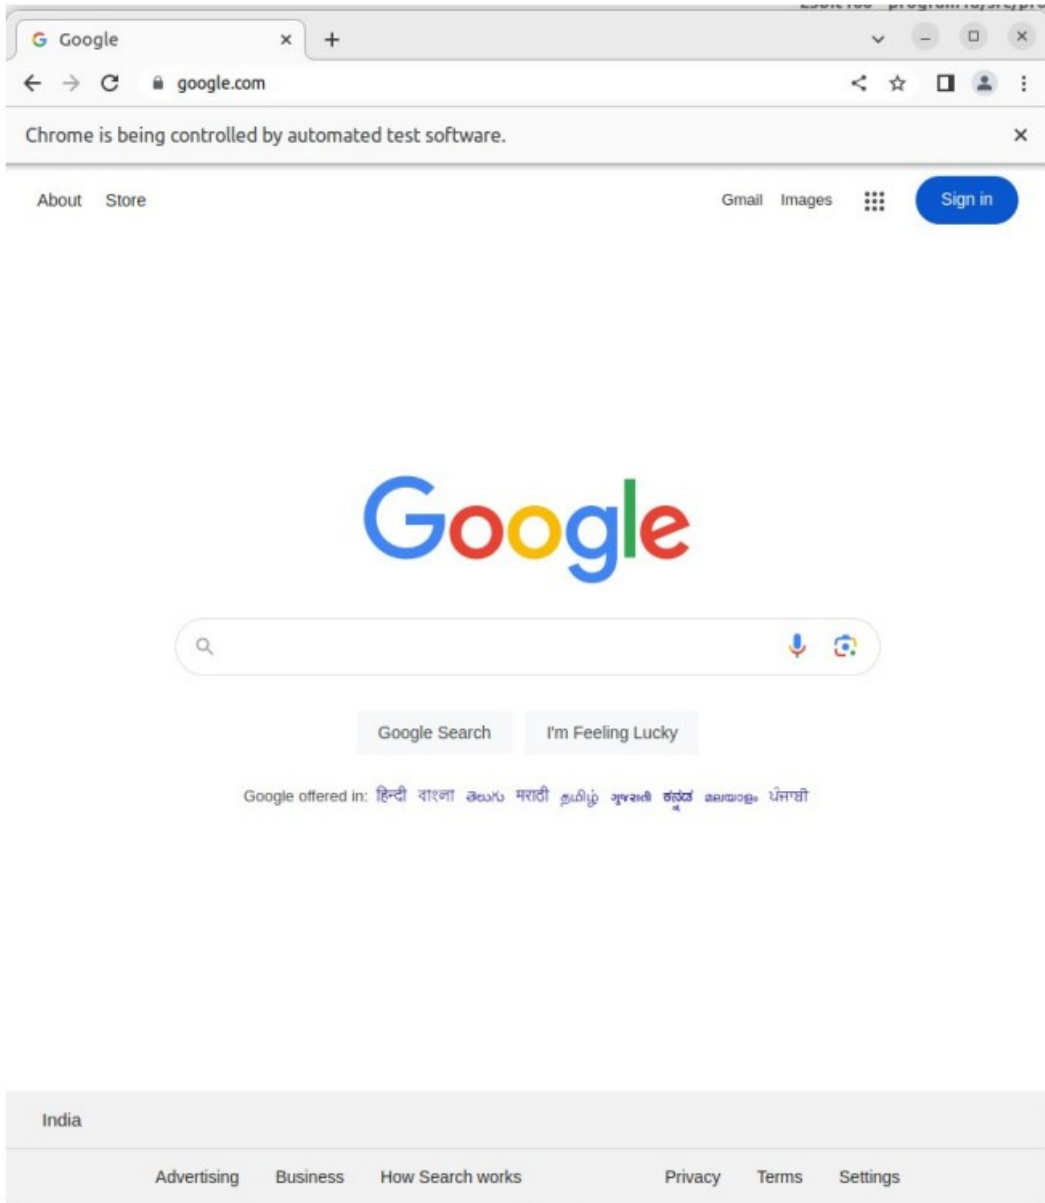 Google
google.com
Chrome is being controlled by automated test software.
About Store Gmail Images Sign in
Google
Google Search I'm Feeling Lucky
Google offered in: हिन्दी বাংলা తెలుగు मराठी தமிழ் ગુજરાતી ಕನ್ನಡ മലയാളം ਪੰਜਾਬੀ
India
Advertising Business How Search works Privacy Terms Settings